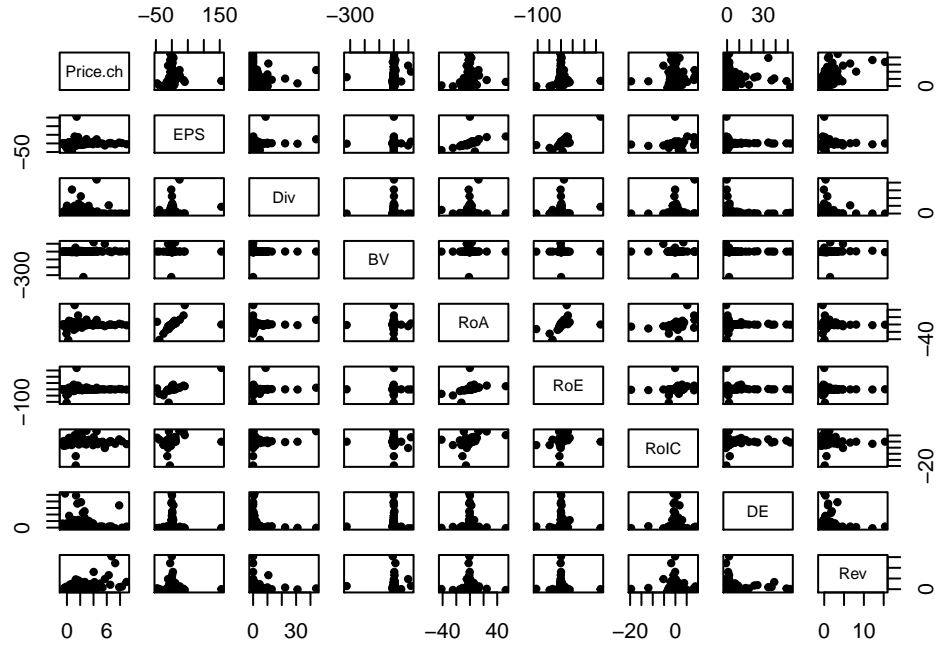 −50 150 −300 −100 0 30
Price.ch 0
−50 EPS
Div 0
−300 BV
RoA −40
−100 RoE
RoIC −20
0 DE
Rev 0
0 6 0 30 −40 40 −20 0 0 10